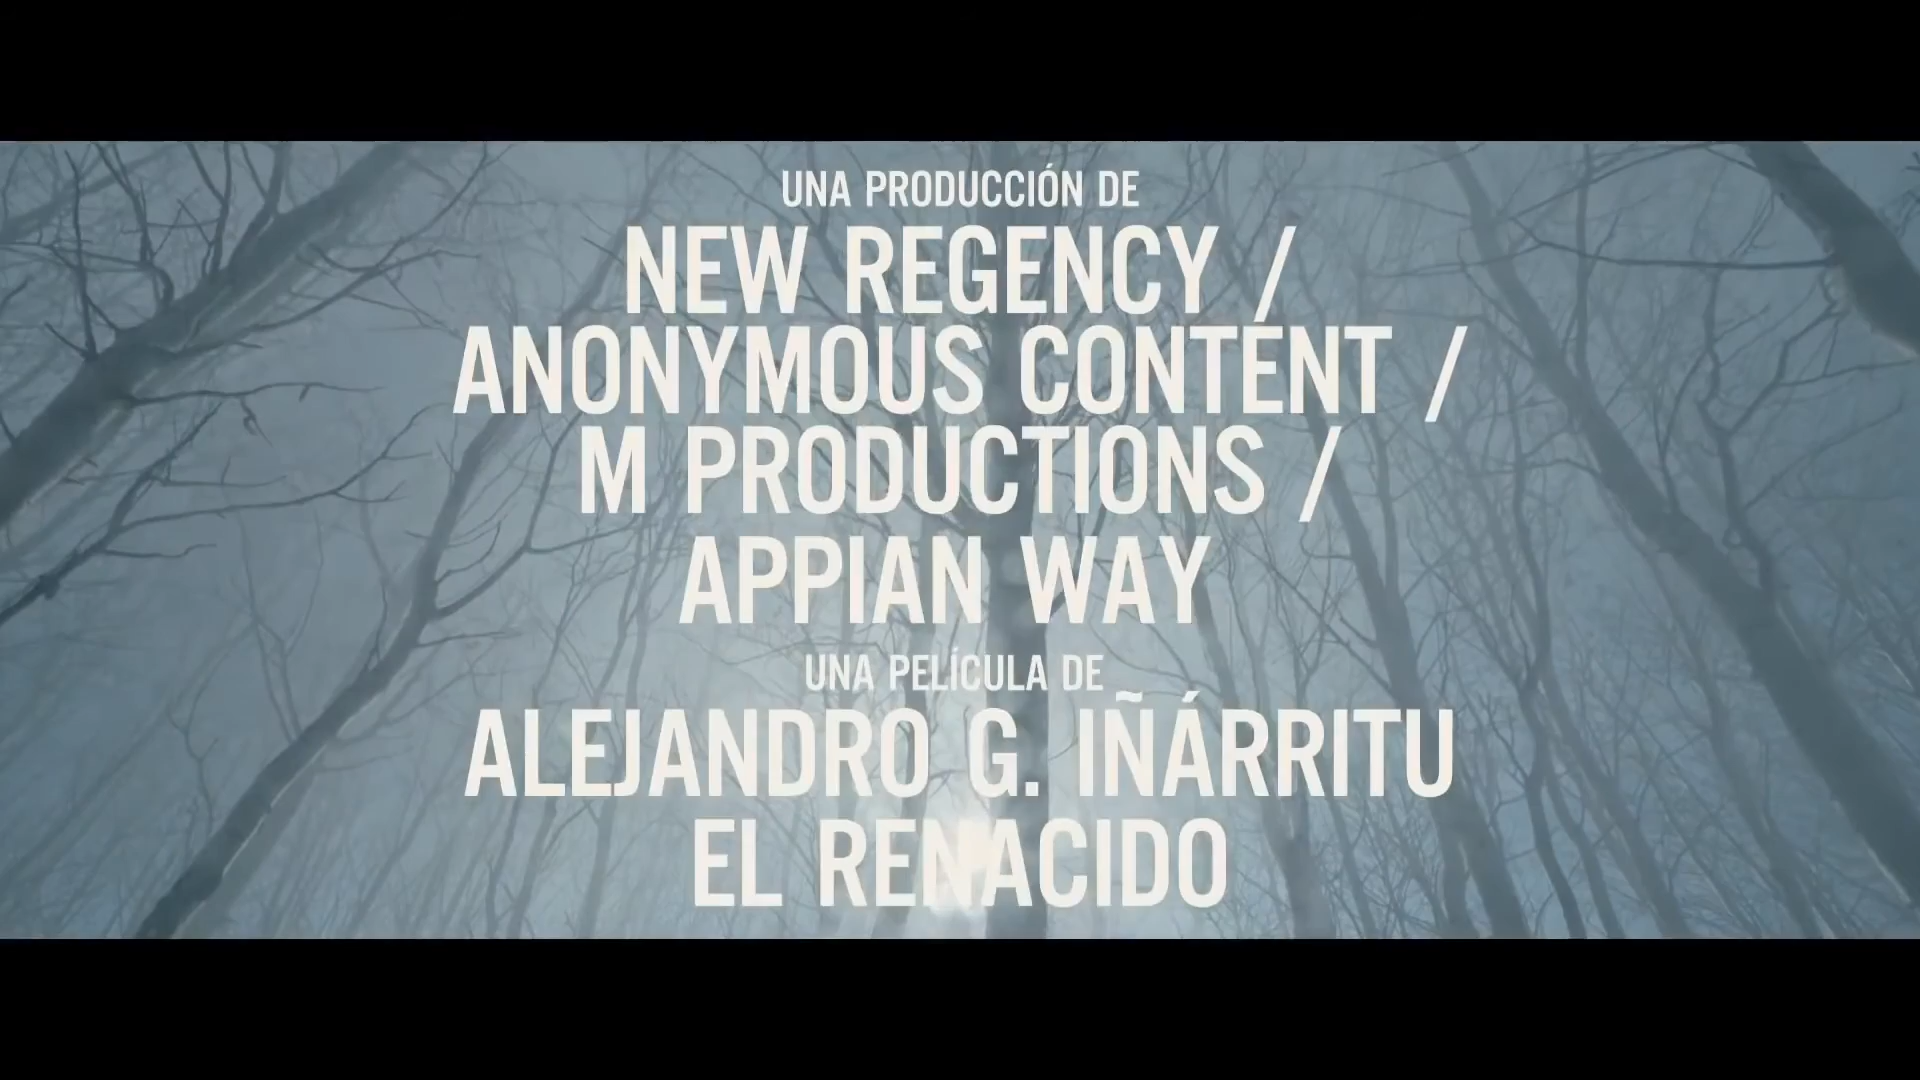 UNA PRODUCCIÓN DE
NEW REGENCY /
ANONYMOUS CONTENT /
M PRODUCTIONS /
APPIAN WAY
UNA PELÍCULA DE
ALEJANDRO G. IÑÁRRITU
EL RENACIDO